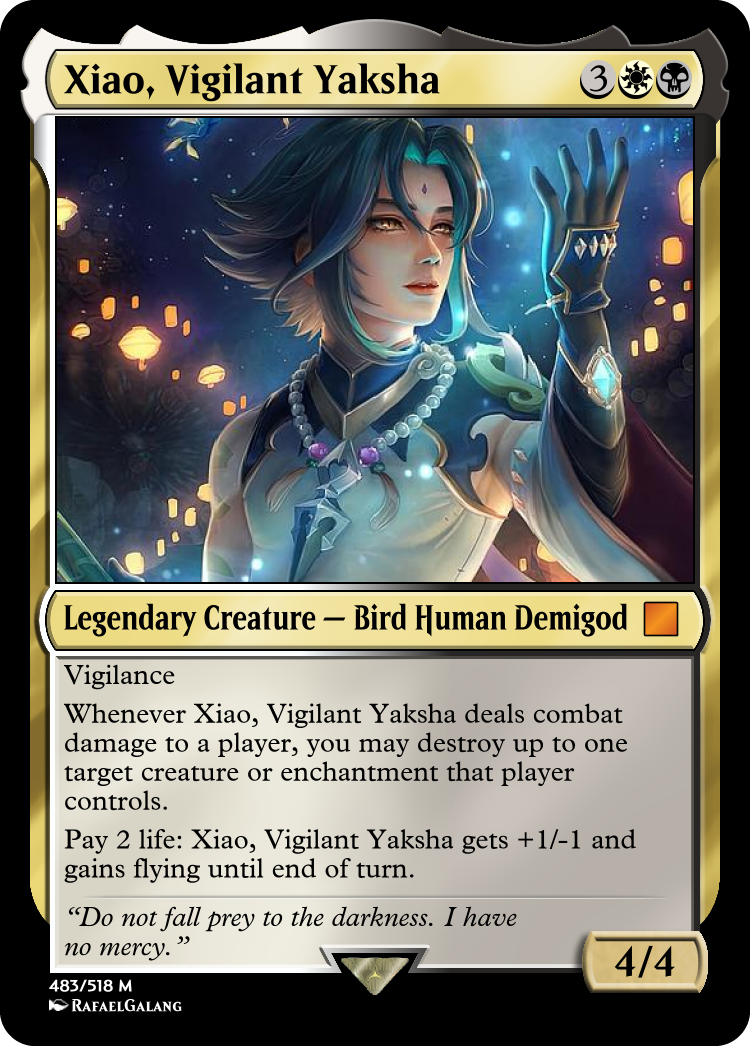 Xiao, Vigilant Yaksha 3
Legendary Creature — Bird Human Demigod
Vigilance
Whenever Xiao, Vigilant Yaksha deals combat
damage to a player, you may destroy up to one
target creature or enchantment that player
controls.
Pay 2 life: Xiao, Vigilant Yaksha gets +1/-1 and
gains flying until end of turn.
“Do not fall prey to the darkness. I have
no mercy.”
4/4
483/518 M
RafaelGalang